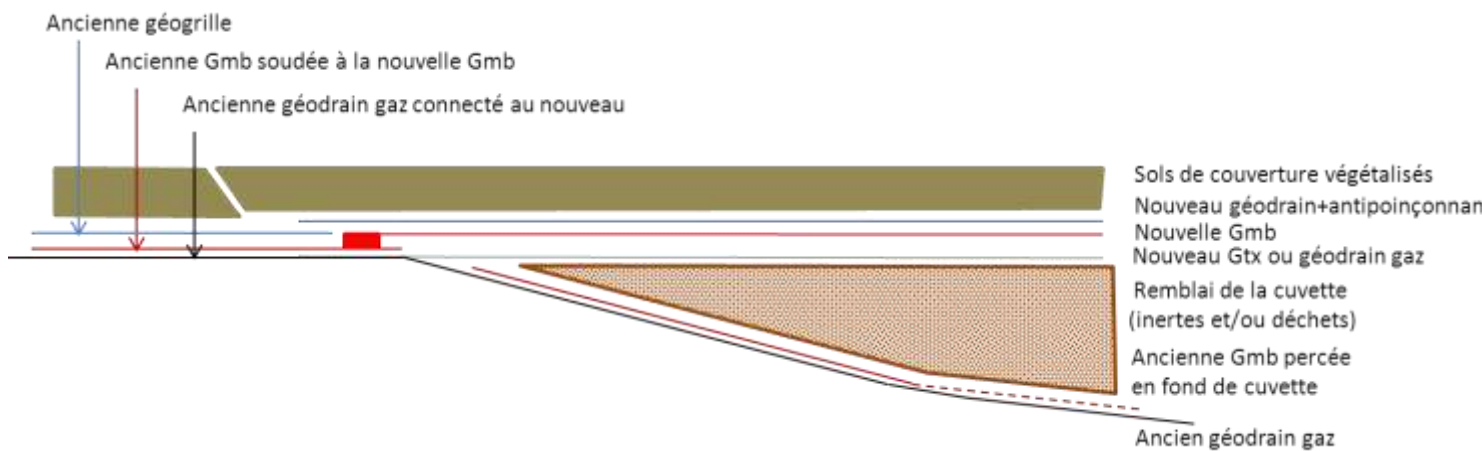 Ancienne géogrille
Ancienne Gmb soudée à la nouvelle Gmb
Ancienne géodrain gaz connecté au nouveau
Sols de couverture végétalisés
Nouveau géodrain+antipoinçonnan
Nouvelle Gmb
Nouveau Gtx ou géodrain gaz
Remblai de la cuvette
(inertes et/ou déchets)
Ancienne Gmb percée
en fond de cuvette
Ancien géodrain gaz